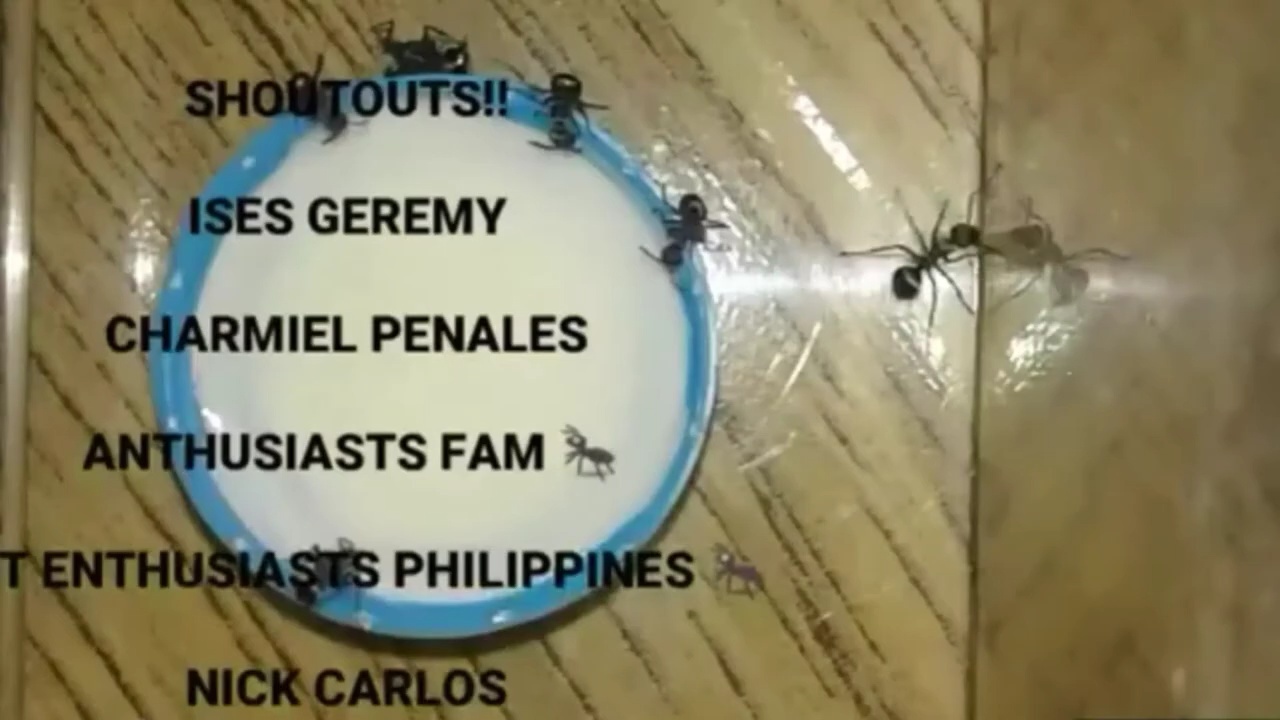 SHOUTOUTS!!
ISES GEREMY
CHARMIEL PENALES
ANTHUSIASTS FAM 🐜
T ENTHUSIASTS PHILIPPINES 🐜
NICK CARLOS